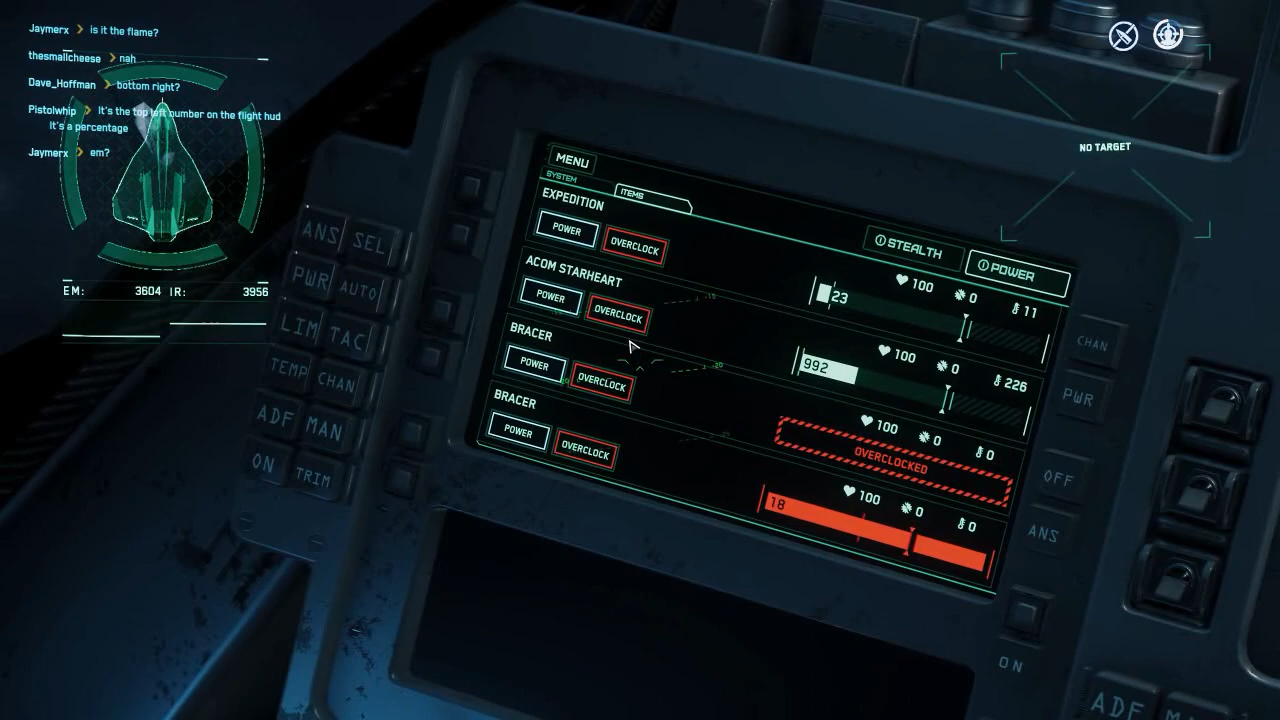 Jaymerx > is it the flame?
thesmallcheese > nah
Dave_Hoffman > bottom right?
Pistolwhip > It's the top left number on the flight hud
It's a percentage
Jaymerx > em?
EM: 3604 IR: 3956
NO TARGET
MENU
SYSTEM
ITEMS
STEALTH
POWER
EXPEDITION
POWER OVERCLOCK
100 0 11
23
ACOM STARHEART
POWER OVERCLOCK
100 0 226
992
BRACER
POWER OVERCLOCK
100 0 0
OVERCLOCKED
BRACER
POWER OVERCLOCK
100 0 0
18
ANS SEL
PWR AUTO
LIM TAC
TEMP CHAN
ADF MAN
ON TRIM
CHAN
PWR
OFF
ANS
ON
ADF